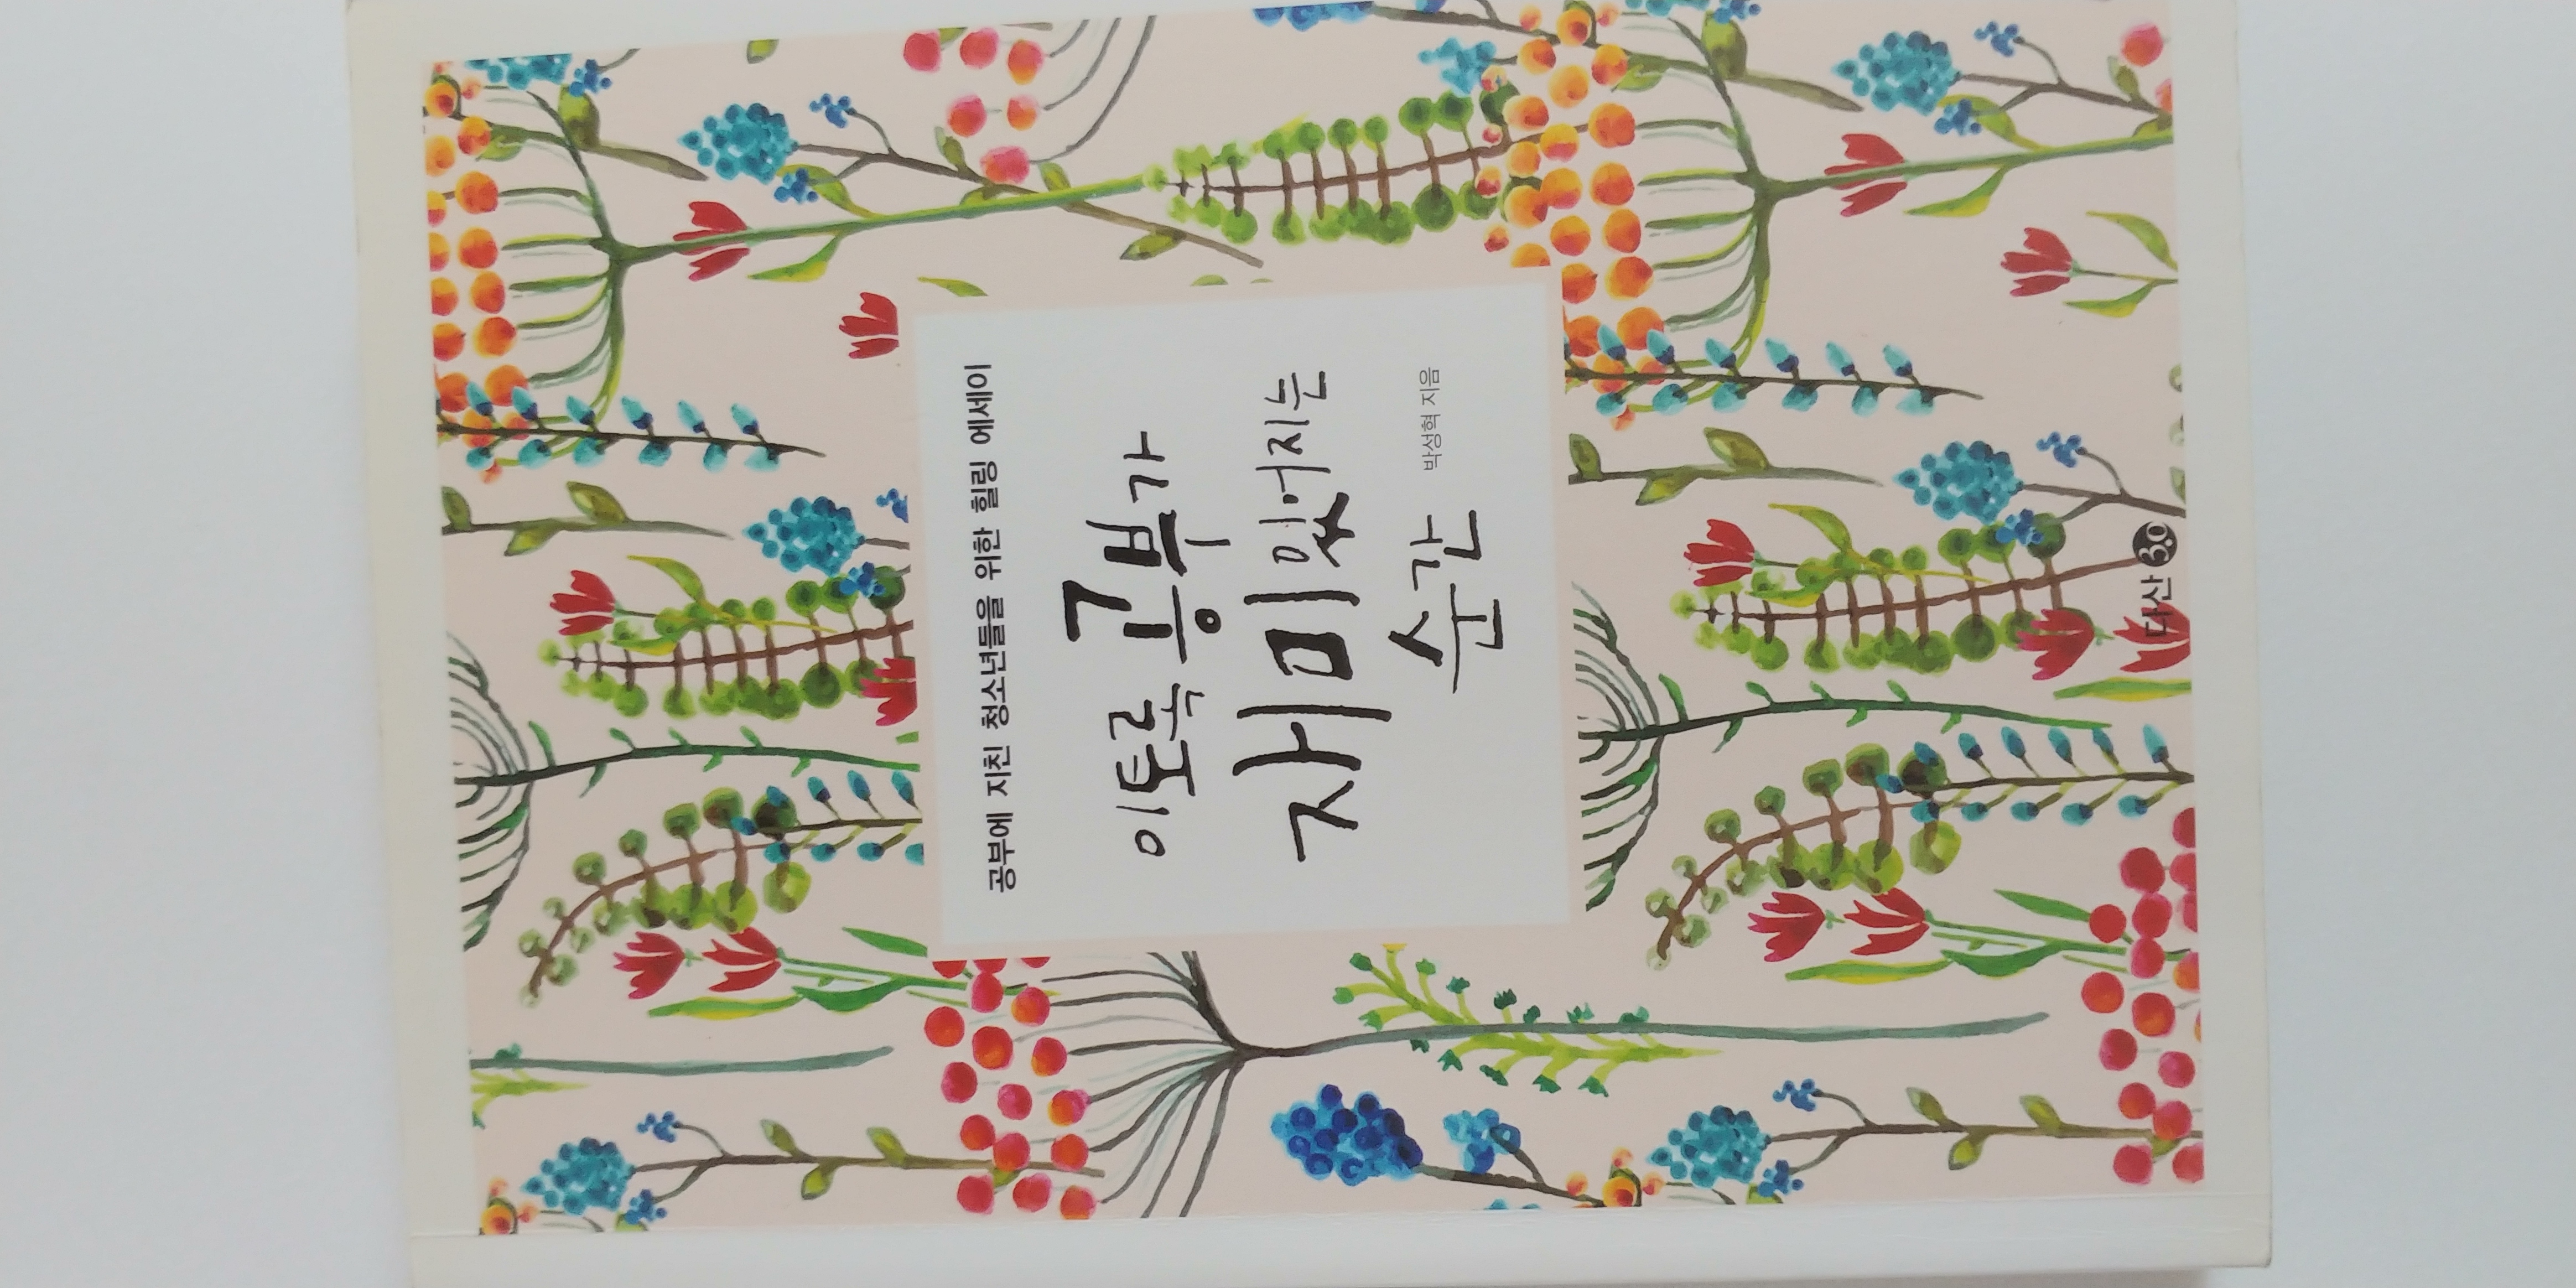 공부에 지친 청소년들을 위한 힐링 에세이
이토록 공부가
재미있어지는
순간
박성혁 지음
다산 3.0